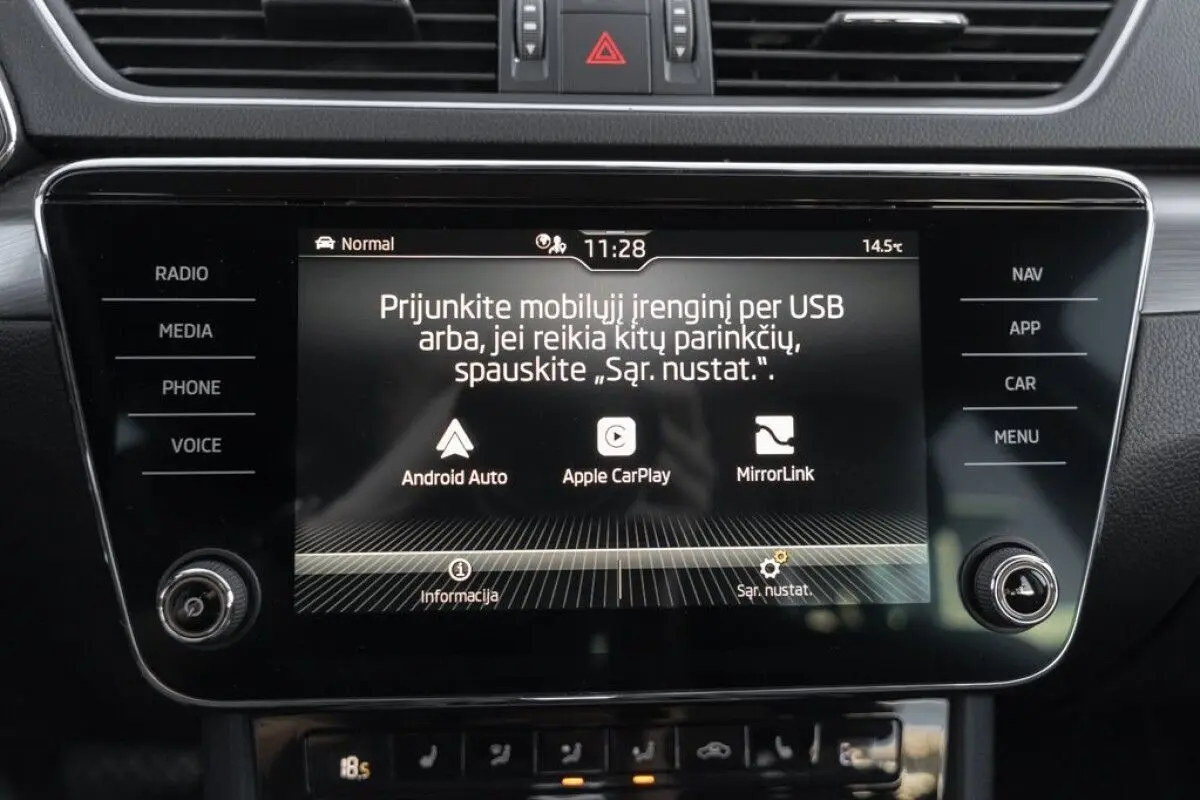 Normal
11:28
14.5°C
RADIO
MEDIA
PHONE
VOICE
NAV
APP
CAR
MENU
Prijunkite mobilųjį įrenginį per USB
arba, jei reikia kitų parinkčių,
spauskite „Sąr. nustat.“.
Android Auto
Apple CarPlay
MirrorLink
Informacija
Sąr. nustat.
18.5